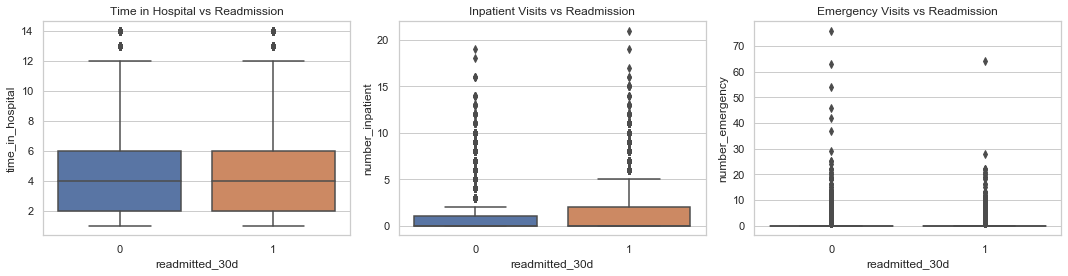 Time in Hospital vs Readmission
14
12
10
8
6
4
2
time_in_hospital
0
1
readmitted_30d
Inpatient Visits vs Readmission
20
15
10
5
0
number_inpatient
0
1
readmitted_30d
Emergency Visits vs Readmission
70
60
50
40
30
20
10
0
number_emergency
0
1
readmitted_30d